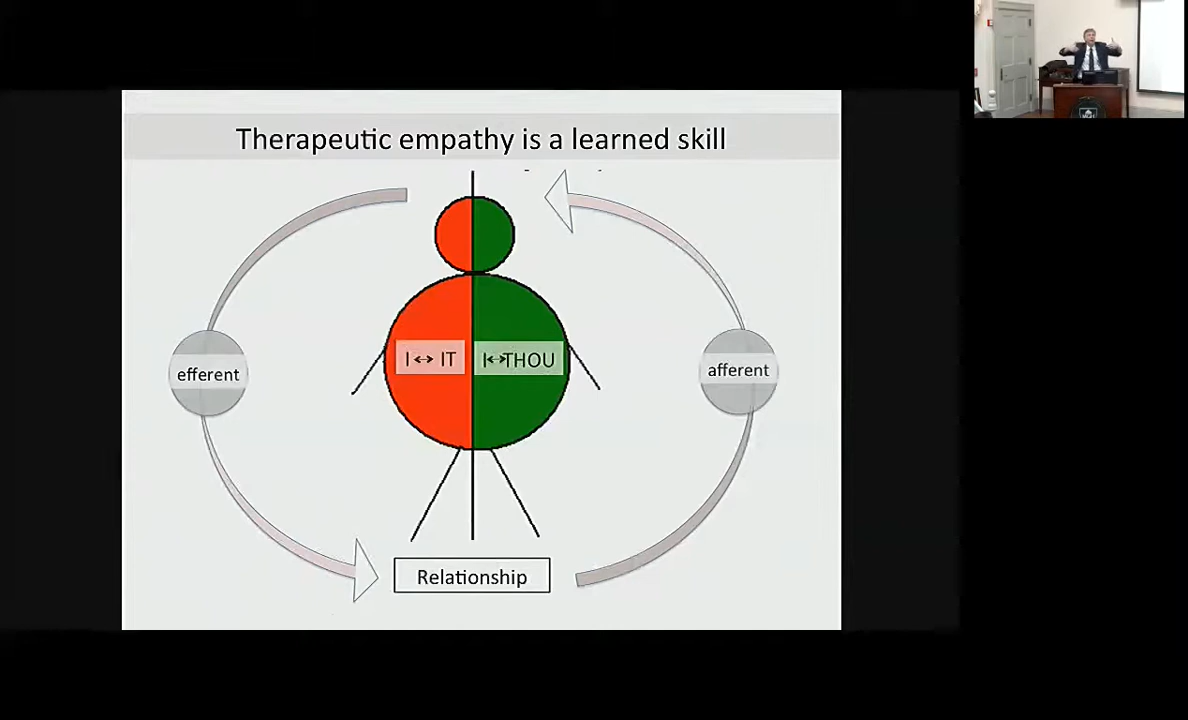 Therapeutic empathy is a learned skill
I↔ IT
I↔THOU
efferent
afferent
Relationship